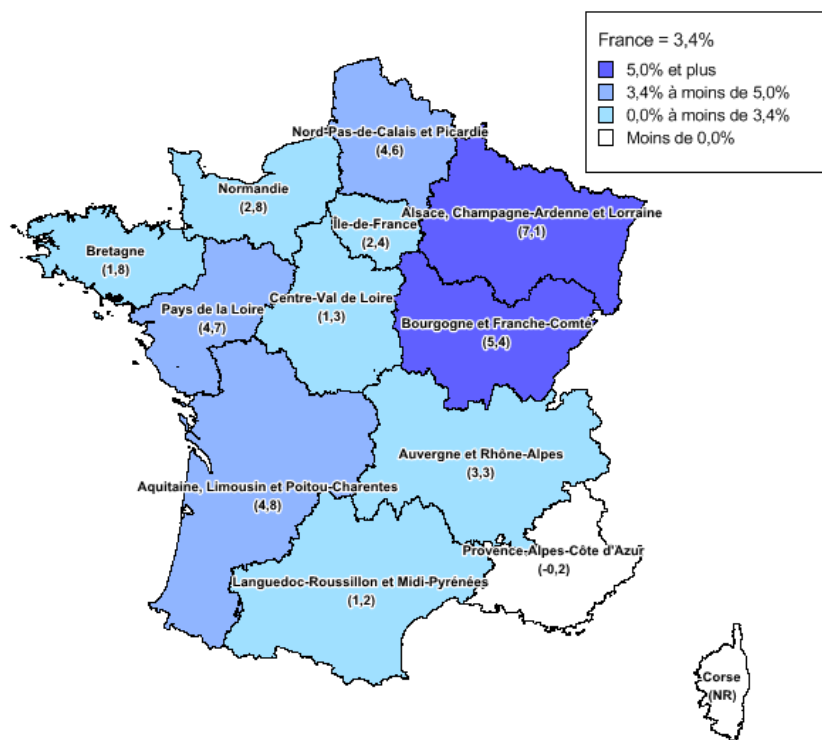 France = 3,4%
5,0% et plus
3,4% à moins de 5,0%
0,0% à moins de 3,4%
Moins de 0,0%
Nord-Pas-de-Calais et Picardie
(4,6)
Normandie
(2,8)
Île-de-France
(2,4)
Alsace, Champagne-Ardenne et Lorraine
(7,1)
Bretagne
(1,8)
Pays de la Loire
(4,7)
Centre-Val de Loire
(1,3)
Bourgogne et Franche-Comté
(5,4)
Auvergne et Rhône-Alpes
(3,3)
Aquitaine, Limousin et Poitou-Charentes
(4,8)
Provence-Alpes-Côte d'Azur
(-0,2)
Languedoc-Roussillon et Midi-Pyrénées
(1,2)
Corse
(NR)